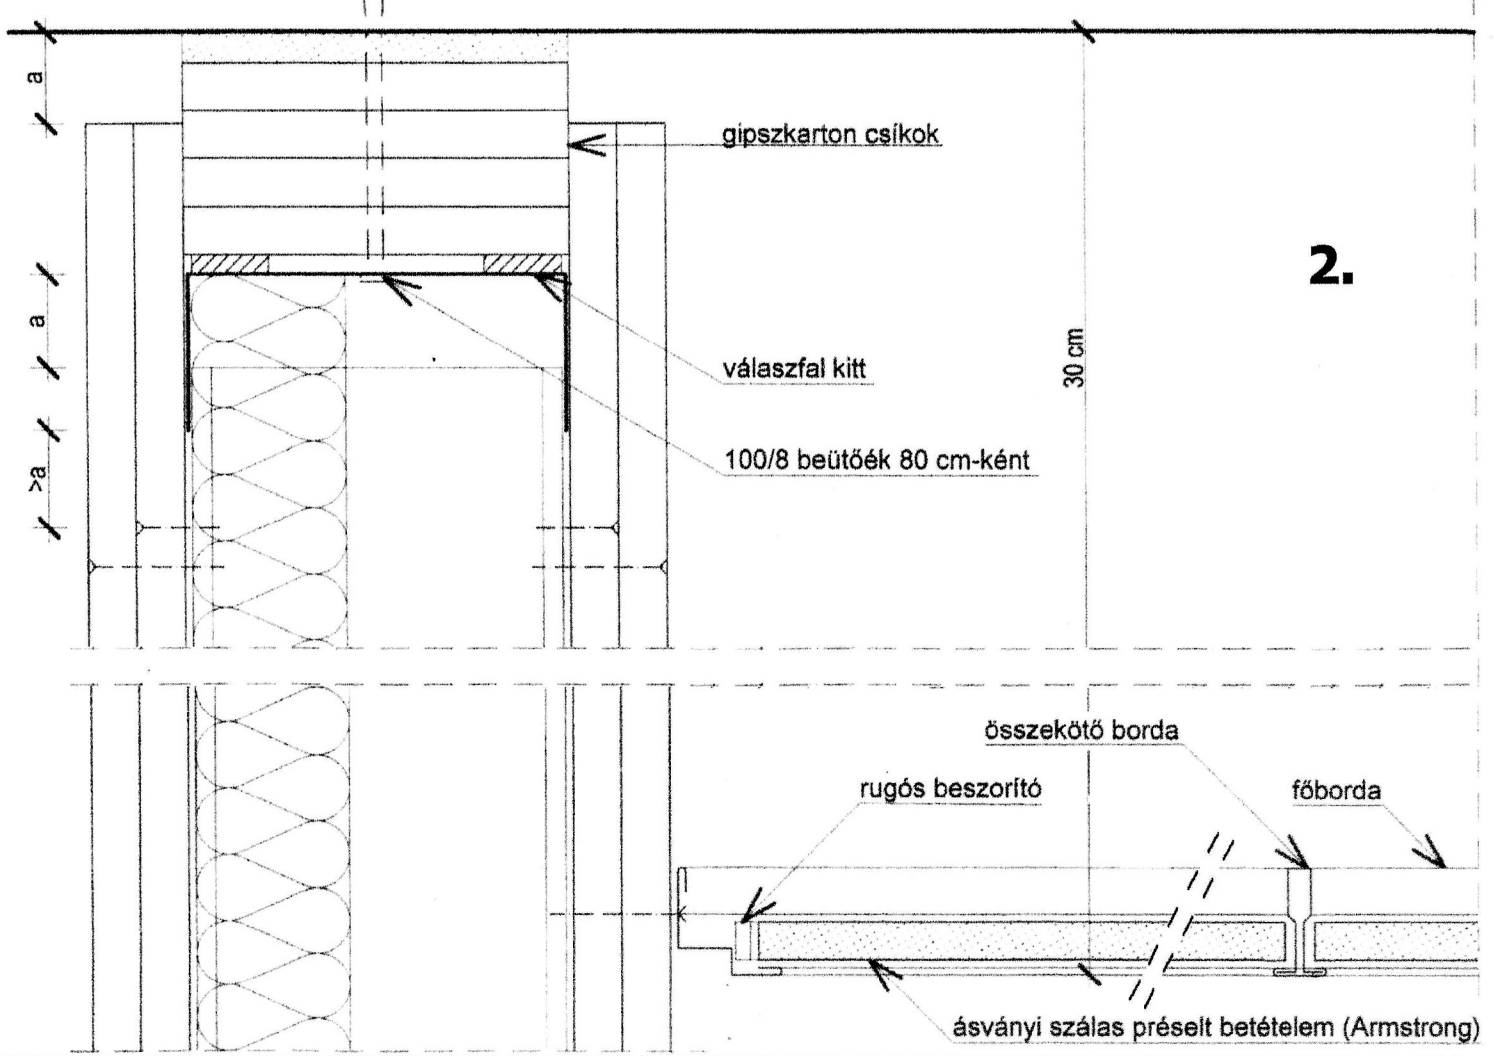 a
gipszkarton csíkok
2.
a
30 cm
válaszfal kitt
100/8 beütőék 80 cm-ként
>a
összekötő borda
rugós beszorító
főborda
ásványi szálas préselt betételem (Armstrong)